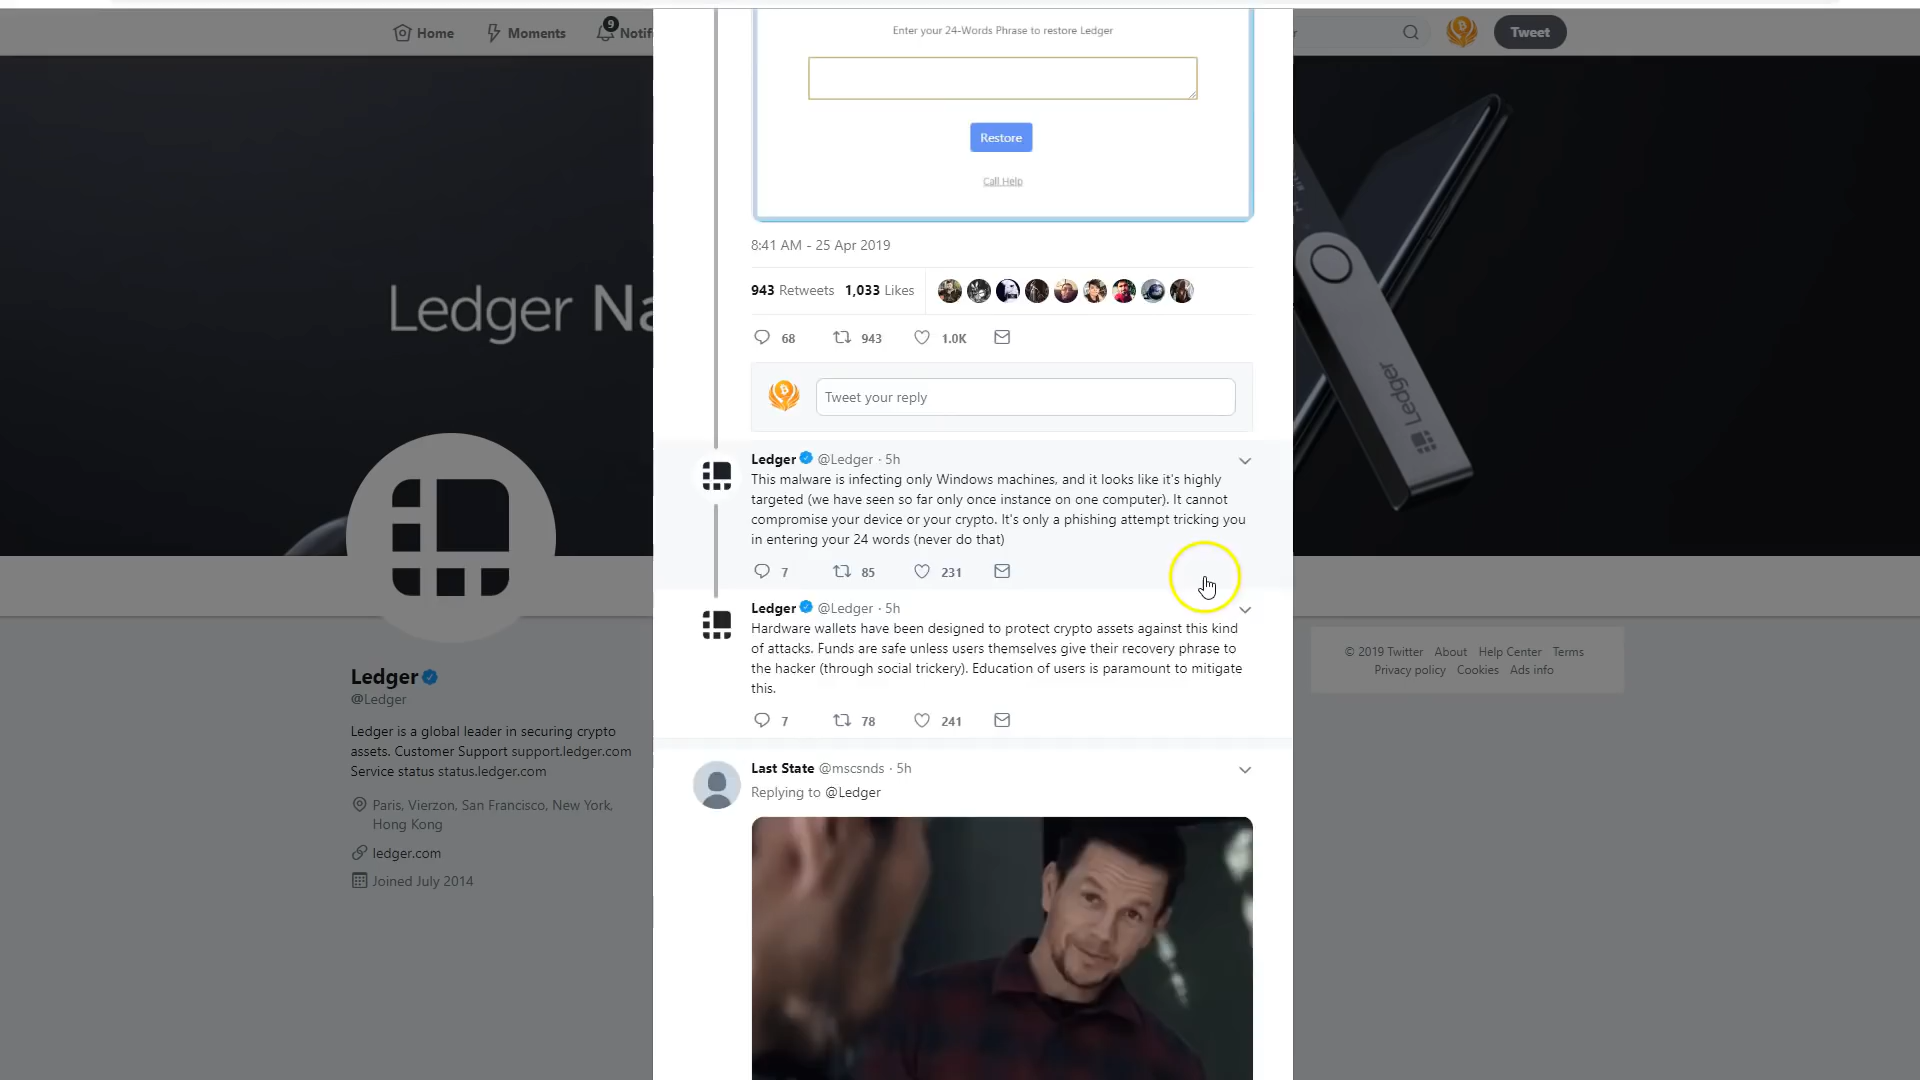 Home
Moments
9
Notif
r
Tweet
Enter your 24-Words Phrase to restore Ledger
Restore
Call Help
8:41 AM - 25 Apr 2019
943 Retweets 1,033 Likes
68 943 1.0K
Tweet your reply
Ledger Na
Ledger
Ledger @Ledger · 5h
This malware is infecting only Windows machines, and it looks like it's highly
targeted (we have seen so far only once instance on one computer). It cannot
compromise your device or your crypto. It's only a phishing attempt tricking you
in entering your 24 words (never do that)
7 85 231
Ledger @Ledger · 5h
Hardware wallets have been designed to protect crypto assets against this kind
of attacks. Funds are safe unless users themselves give their recovery phrase to
the hacker (through social trickery). Education of users is paramount to mitigate
this.
7 78 241
Last State @mscsnds · 5h
Replying to @Ledger
Ledger
@Ledger
Ledger is a global leader in securing crypto
assets. Customer Support support.ledger.com
Service status status.ledger.com
Paris, Vierzon, San Francisco, New York,
Hong Kong
ledger.com
Joined July 2014
© 2019 Twitter About Help Center Terms
Privacy policy Cookies Ads info